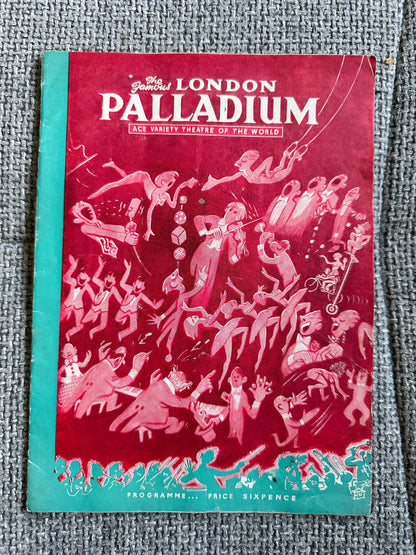 The Famous LONDON
PALLADIUM
ACE VARIETY THEATRE OF THE WORLD
PROGRAMME... PRICE SIXPENCE